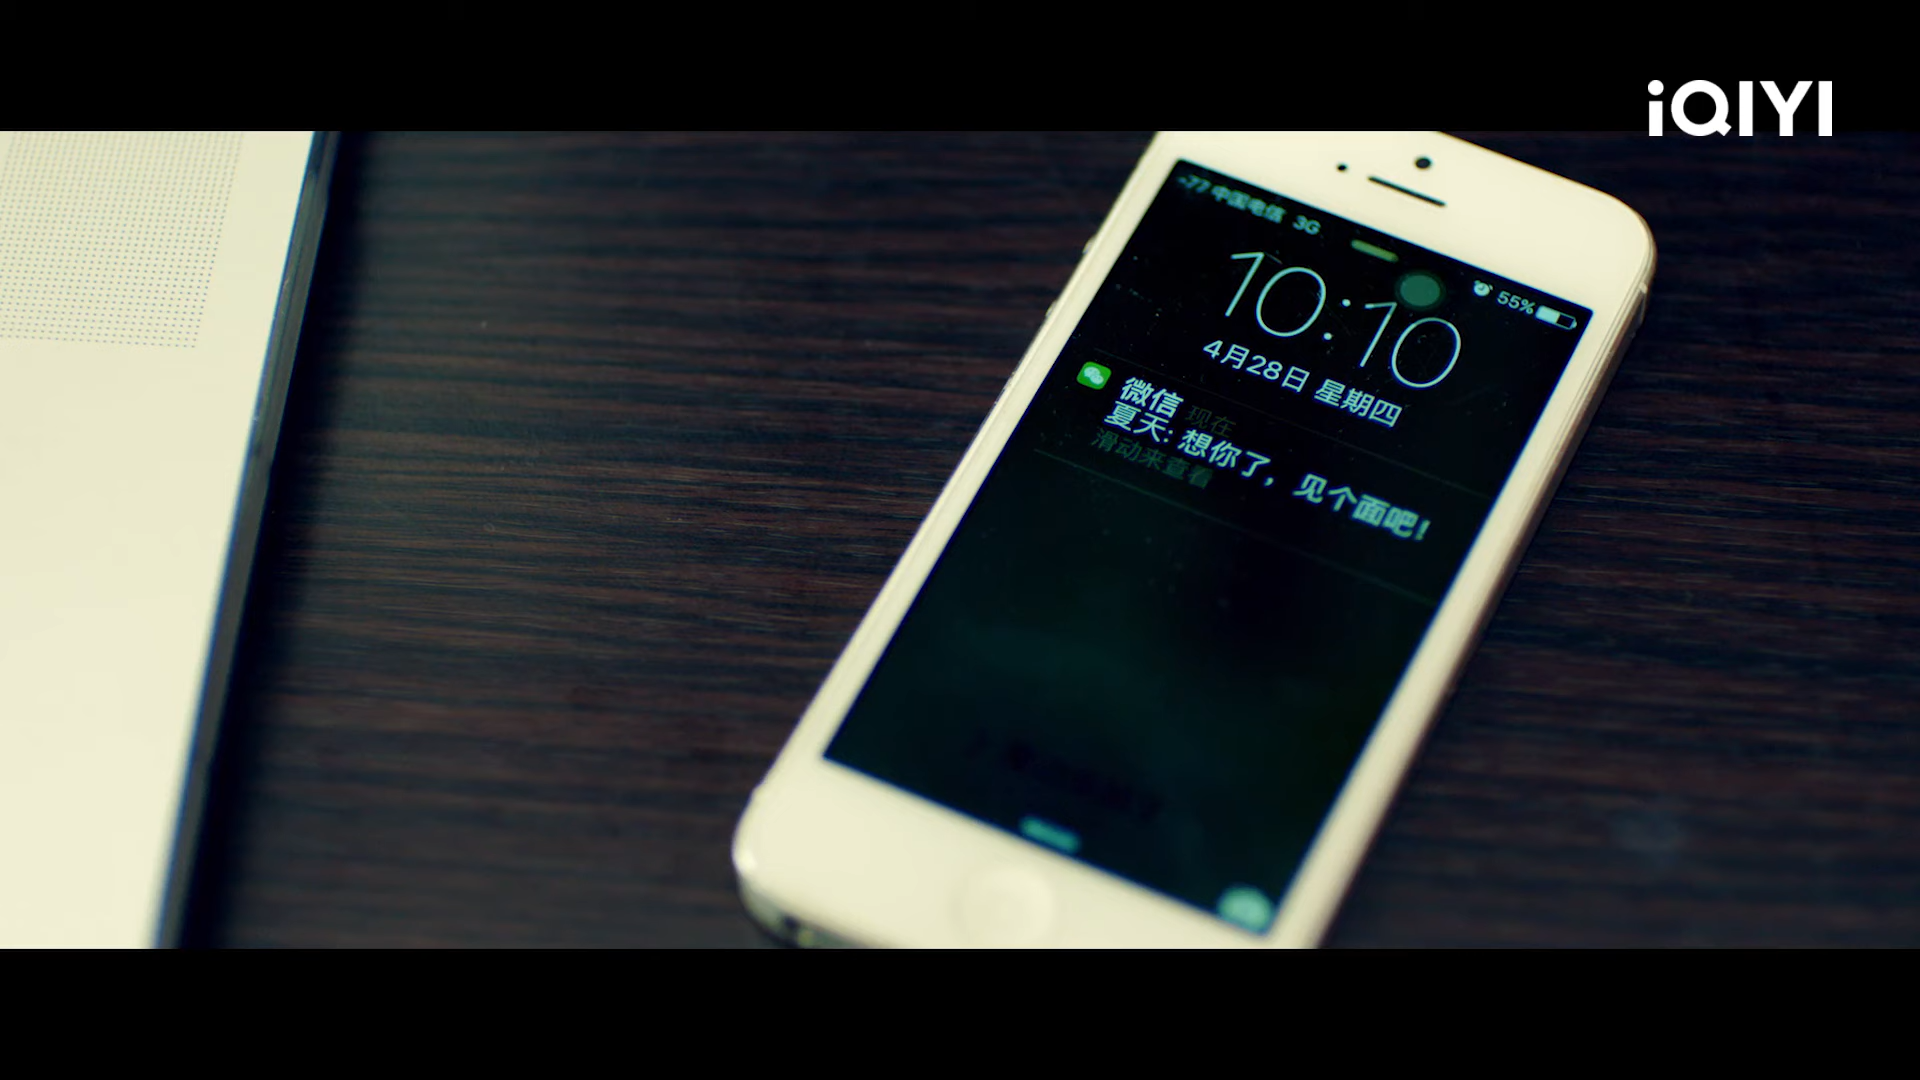 iQIYI
-77 中国电信 3G
55%
10:10
4月28日 星期四
微信 现在
夏天: 想你了，见个面吧！
滑动来查看